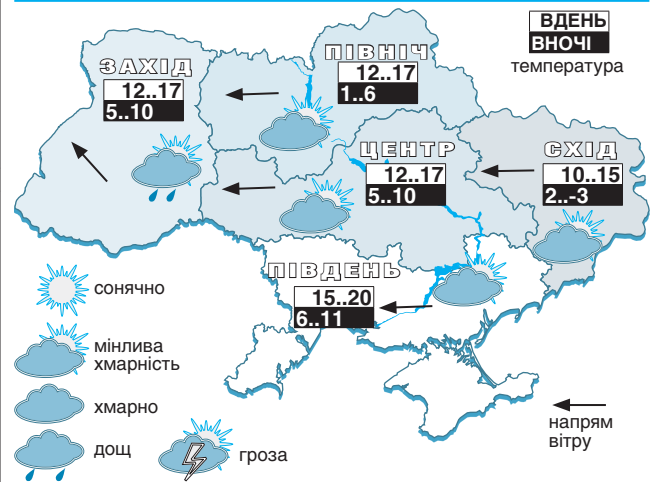 ВДЕНЬ
ВНОЧІ
температура
ПІВНІЧ
12..17
1..6
ЗАХІД
12..17
5..10
ЦЕНТР
12..17
5..10
СХІД
10..15
2..-3
ПІВДЕНЬ
15..20
6..11
сонячно
мінлива
хмарність
хмарно
дощ
гроза
напрям
вітру